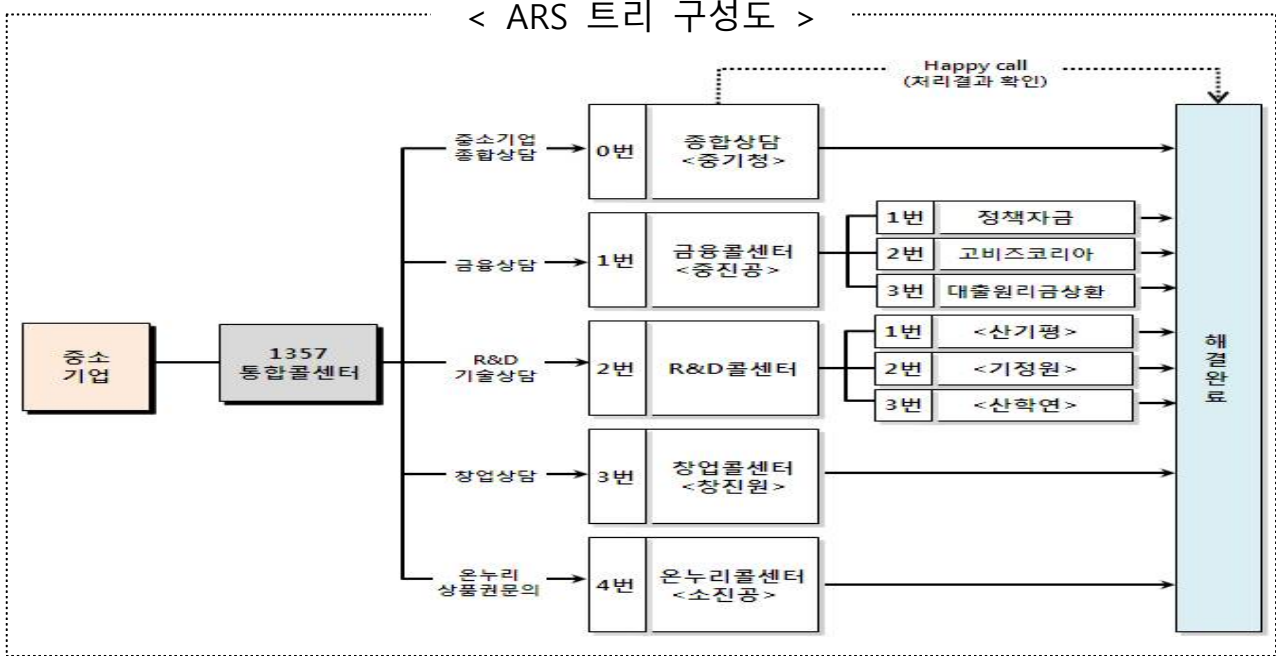 < ARS 트리 구성도 >
Happy call
(처리결과 확인)
중소기업
종합상담
0번
종합상담
<중기청>
금융상담
1번
금융콜센터
<중진공>
1번
정책자금
2번
고비즈코리아
3번
대출원리금상환
중소
기업
1357
통합콜센터
R&D
기술상담
2번
R&D콜센터
1번
<산기평>
2번
<기정원>
3번
<산학연>
창업상담
3번
창업콜센터
<창진원>
온누리
상품권문의
4번
온누리콜센터
<소진공>
해
결
완
료